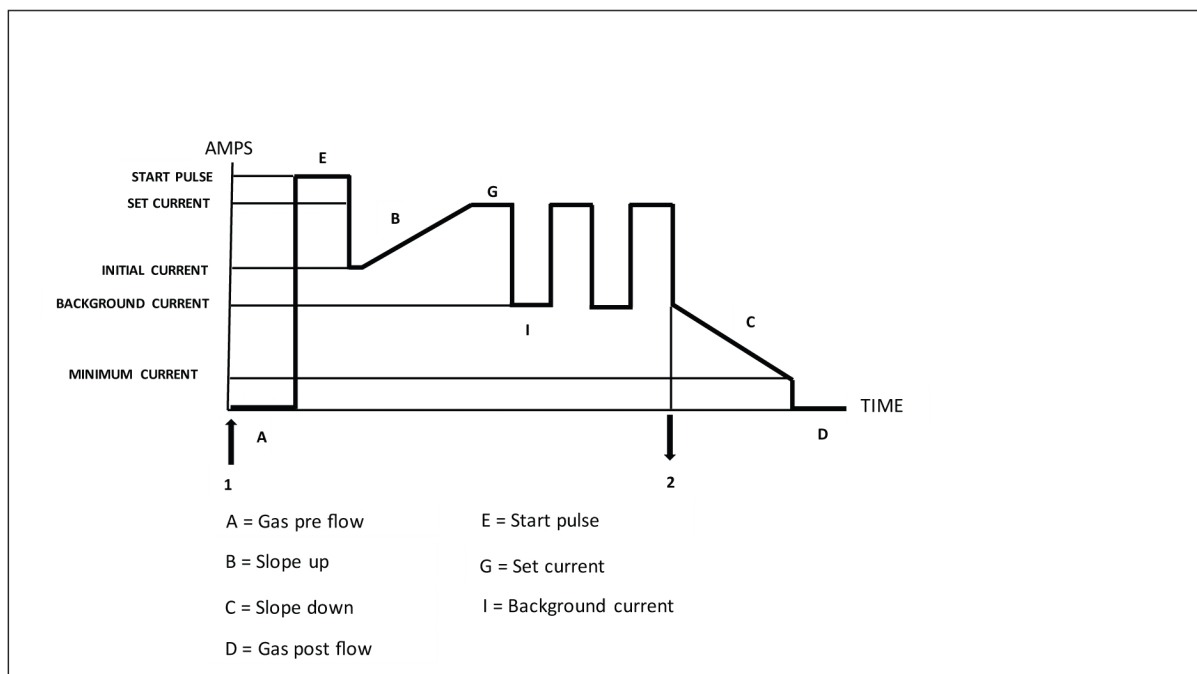 AMPS
E
START PULSE
SET CURRENT
G
B
INITIAL CURRENT
BACKGROUND CURRENT
I
C
MINIMUM CURRENT
TIME
A
D
1
2
A = Gas pre flow
E = Start pulse
B = Slope up
G = Set current
C = Slope down
I = Background current
D = Gas post flow